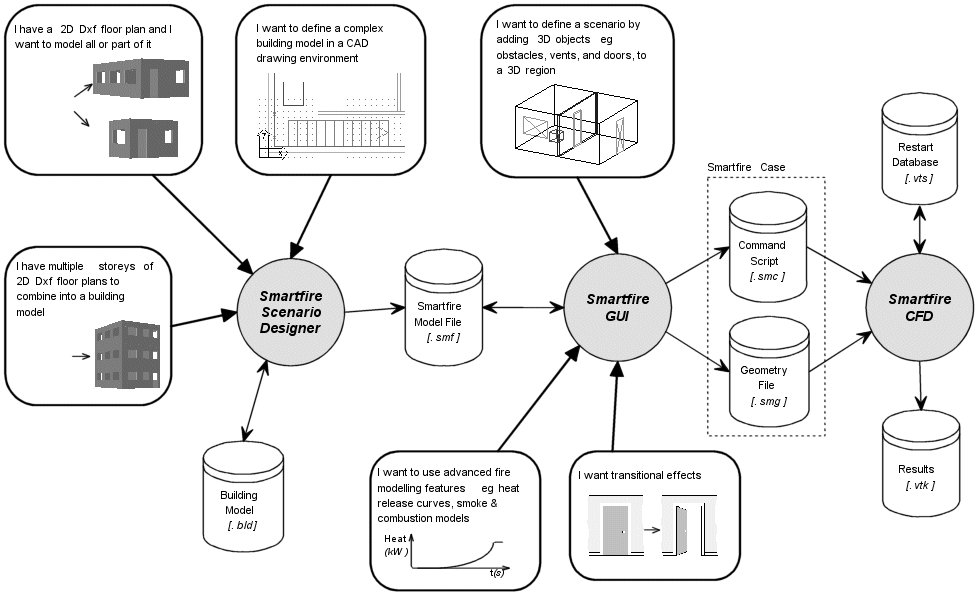 I have a 2D Dxf floor plan and I
want to model all or part of it
I want to define a complex
building model in a CAD
drawing environment
Y
X
I want to define a scenario by
adding 3D objects eg
obstacles, vents, and doors, to
a 3D region
Restart
Database
[. vts ]
Smartfire Case
Command
Script
[. smc ]
I have multiple storeys of
2D Dxf floor plans to
combine into a building
model
Smartfire
Scenario
Designer
Smartfire
Model File
[. smf ]
Smartfire
GUI
Smartfire
CFD
Geometry
File
[. smg ]
Building
Model
[. bld ]
I want to use advanced fire
modelling features eg heat
release curves, smoke &
combustion models
Heat
(kW )
t(s)
I want transitional effects
Results
[. vtk ]